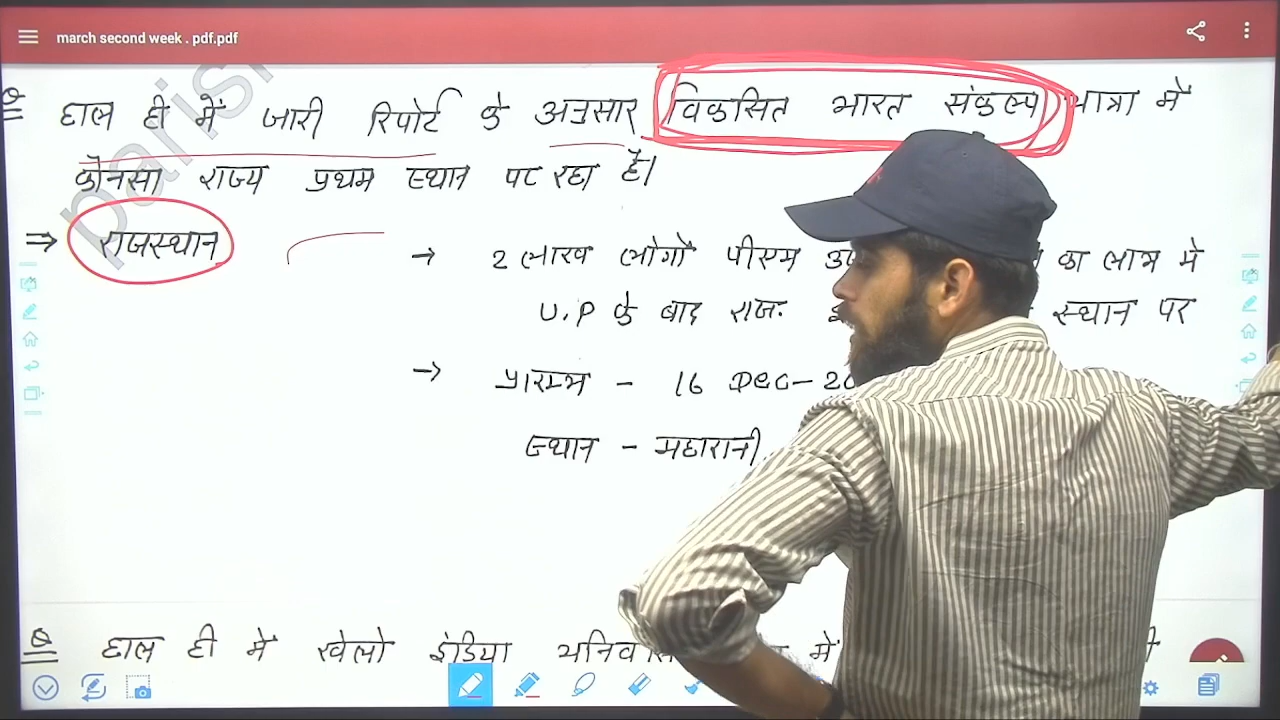 march second week . pdf.pdf
Q हाल ही में जारी रिपोर्ट के अनुसार विकसित भारत संकल्प यात्रा में
कौनसा राज्य प्रथम स्थान पर रहा है।
⇒ राजस्थान
→ 2 लाख लोगों पीएम का लाभ में
U.P के बाद राज. स्थान पर
→ प्रारम्भ - 16 Dec-20
स्थान - महारानी
Q हाल ही में खेलो इंडिया में